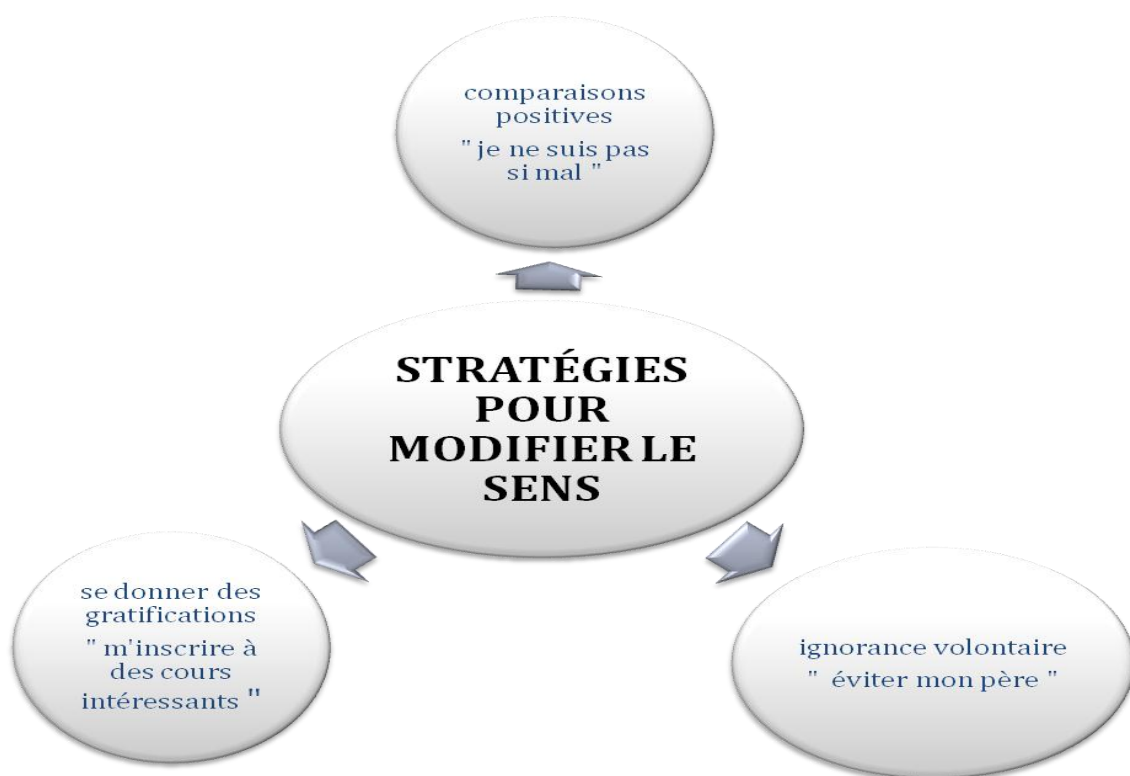 comparaisons
positives
" je ne suis pas
si mal "
STRATÉGIES
POUR
MODIFIER LE
SENS
se donner des
gratifications
" m'inscrire à
des cours
intéressants "
ignorance volontaire
" éviter mon père "